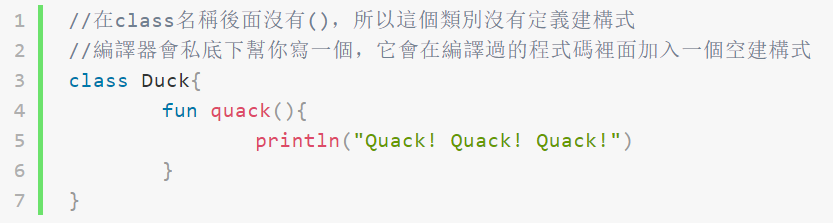 1 //在class名稱後面沒有(), 所以這個類別沒有定義建構式
2 //編譯器會私底下幫你寫一個, 它會在編譯過的程式碼裡面加入一個空建構式
3 class Duck{
4 fun quack(){
5 println("Quack! Quack! Quack!")
6 }
7 }